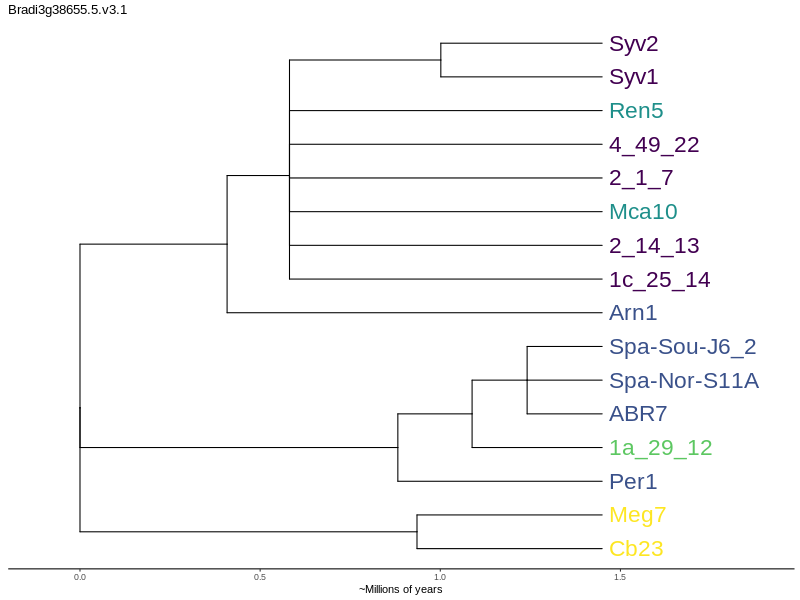 Bradi3g38655.5.v3.1
Syv2
Syv1
Ren5
4_49_22
2_1_7
Mca10
2_14_13
1c_25_14
Arn1
Spa-Sou-J6_2
Spa-Nor-S11A
ABR7
1a_29_12
Per1
Meg7
Cb23
0.0 0.5 1.0 1.5
~Millions of years